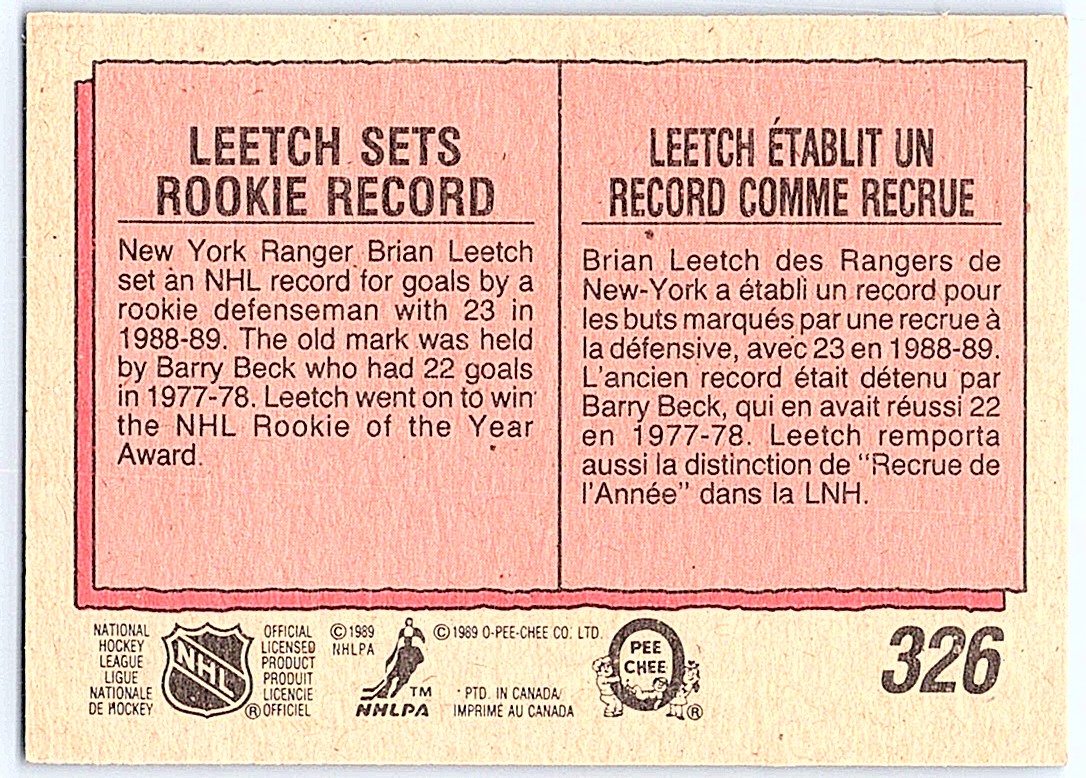 LEETCH SETS
ROOKIE RECORD
New York Ranger Brian Leetch
set an NHL record for goals by a
rookie defenseman with 23 in
1988-89. The old mark was held
by Barry Beck who had 22 goals
in 1977-78. Leetch went on to win
the NHL Rookie of the Year
Award.
LEETCH ÉTABLIT UN
RECORD COMME RECRUE
Brian Leetch des Rangers de
New-York a établi un record pour
les buts marqués par une recrue à
la défensive, avec 23 en 1988-89.
L'ancien record était détenu par
Barry Beck, qui en avait réussi 22
en 1977-78. Leetch remporta
aussi la distinction de "Recrue de
l'Année" dans la LNH.
NATIONAL
HOCKEY
LEAGUE
LIGUE
NATIONALE
DE HOCKEY
NHL
®
OFFICIAL
LICENSED
PRODUCT
PRODUIT
LICENCIE
OFFICIEL
©1989
NHLPA
TM
NHLPA
©1989 O-PEE-CHEE CO. LTD.
PTD. IN CANADA/
IMPRIMÉ AU CANADA
PEE
CHEE
®
326